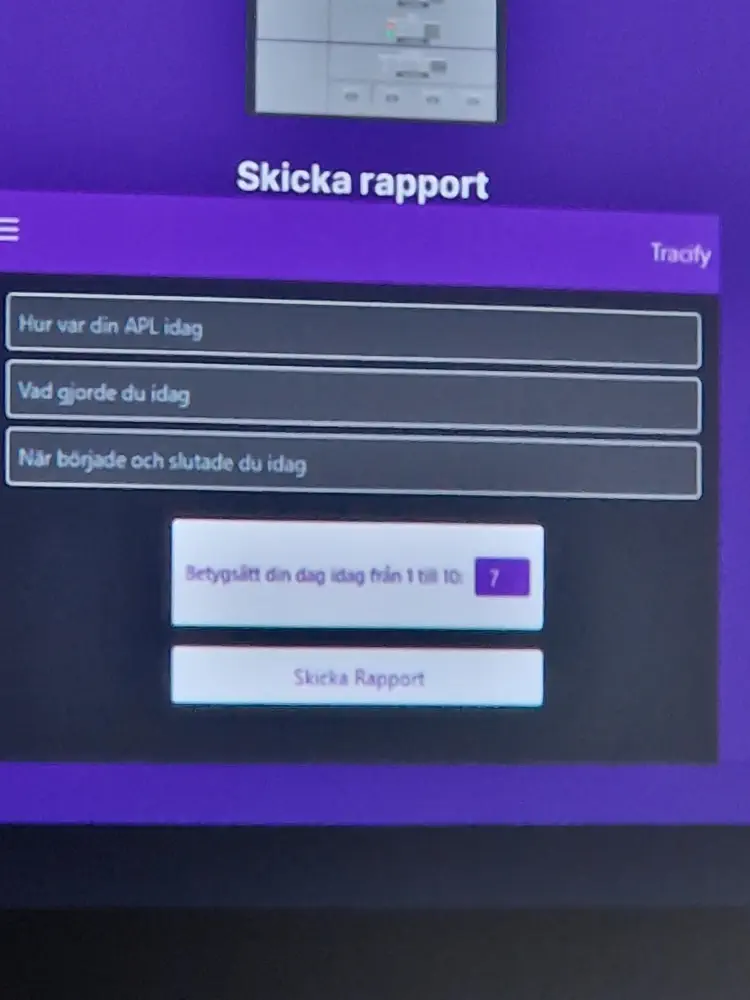 Skicka rapport
Tracify
Hur var din APL idag
Vad gjorde du idag
När började och slutade du idag
Betygsätt din dag idag från 1 till 10: 7
Skicka Rapport